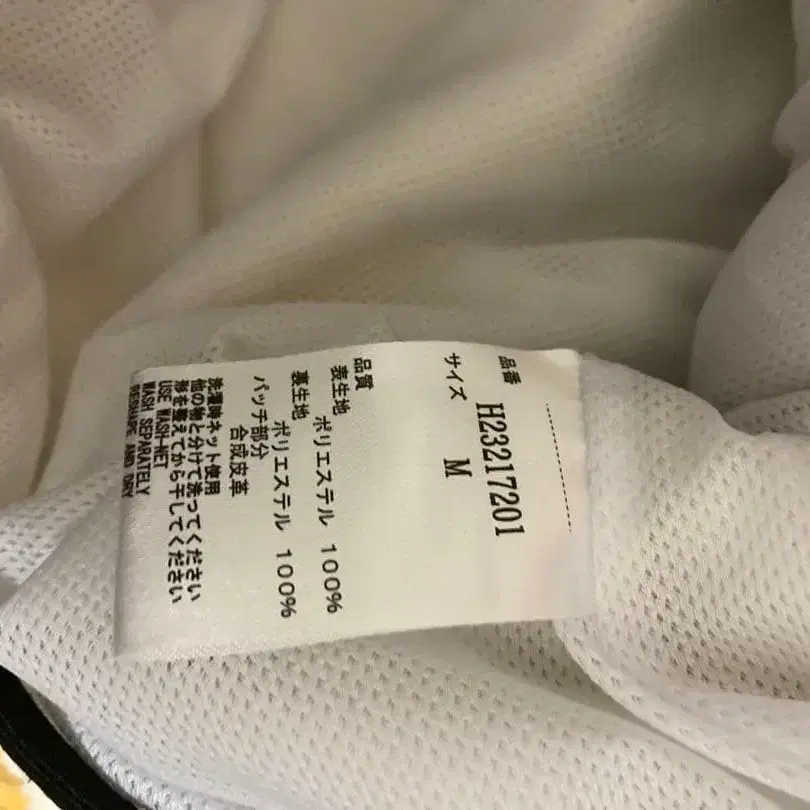 品番
H23217201
サイズ
M
品質
表生地
ポリエステル 100%
裏生地
ポリエステル 100%
パッチ部分
合成皮革
洗濯時ネット使用
他の物と分けて洗ってください
形を整えてから干してください
USE WASH-NET
WASH SEPARATELY
RESHAPE AND DRY